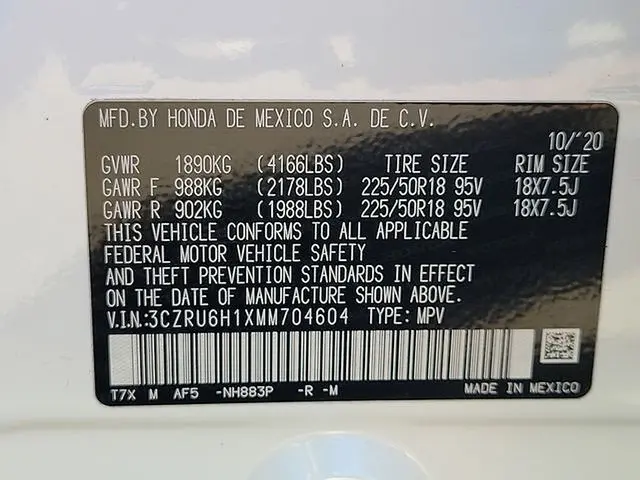 MFD.BY HONDA DE MEXICO S.A. DE C.V.
10/'20
GVWR 1890KG (4166LBS) TIRE SIZE RIM SIZE
GAWR F 988KG (2178LBS) 225/50R18 95V 18X7.5J
GAWR R 902KG (1988LBS) 225/50R18 95V 18X7.5J
THIS VEHICLE CONFORMS TO ALL APPLICABLE
FEDERAL MOTOR VEHICLE SAFETY
AND THEFT PREVENTION STANDARDS IN EFFECT
ON THE DATE OF MANUFACTURE SHOWN ABOVE.
V.I.N:3CZRU6H1XMM704604 TYPE: MPV
T7X M AF5 -NH883P -R -M
MADE IN MEXICO